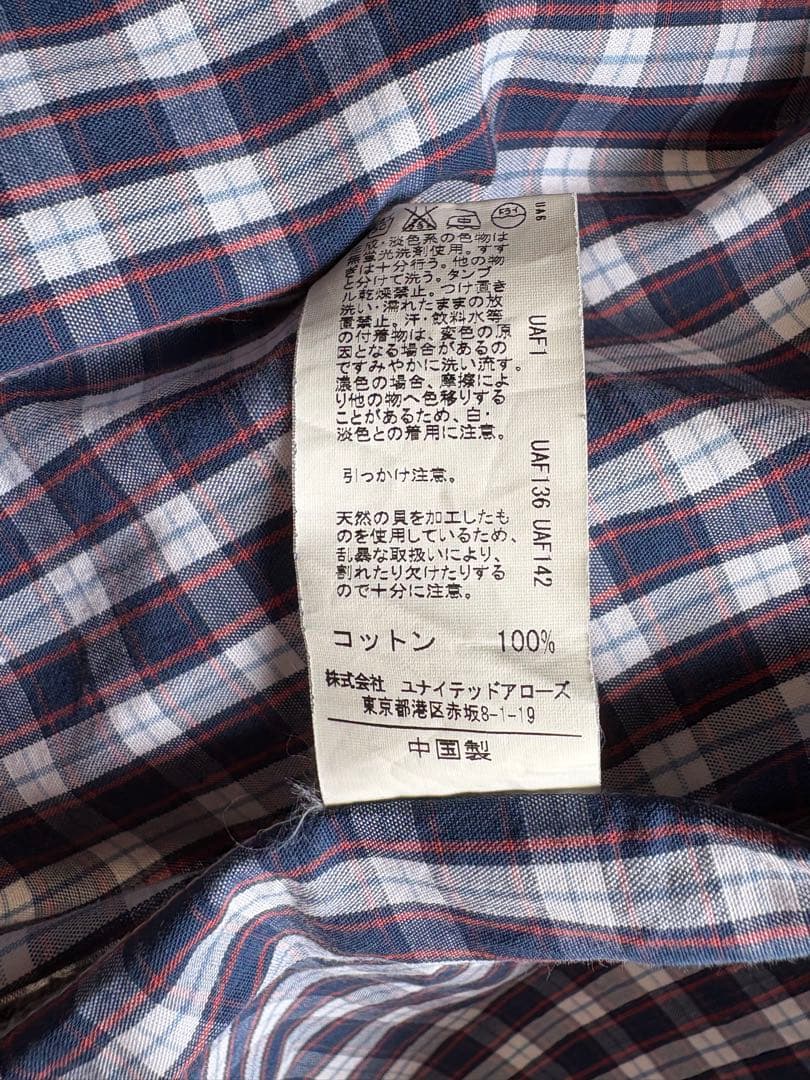 ドライ
UA6
液・淡色系の色物は
無蛍光洗剤使用。すす
ぎは十分行う。他の物
と分けて洗う。タンブ
ル乾燥禁止。つけ置き
洗い・濡れたままの放
置禁止。汗・飲料水等
の付着物は、変色の原
因となる場合があるの
ですみやかに洗い流す。
濃色の場合、摩擦によ
り他の物へ色移りする
ことがあるため、白・
淡色との着用に注意。
引っかけ注意。
天然の貝を加工したも
のを使用しているため、
乱暴な取扱いにより、
割れたり欠けたりする
ので十分に注意。
UAF1 UAF136 UAF142
コットン 100%
株式会社 ユナイテッドアローズ
東京都港区赤坂8-1-19
中国製